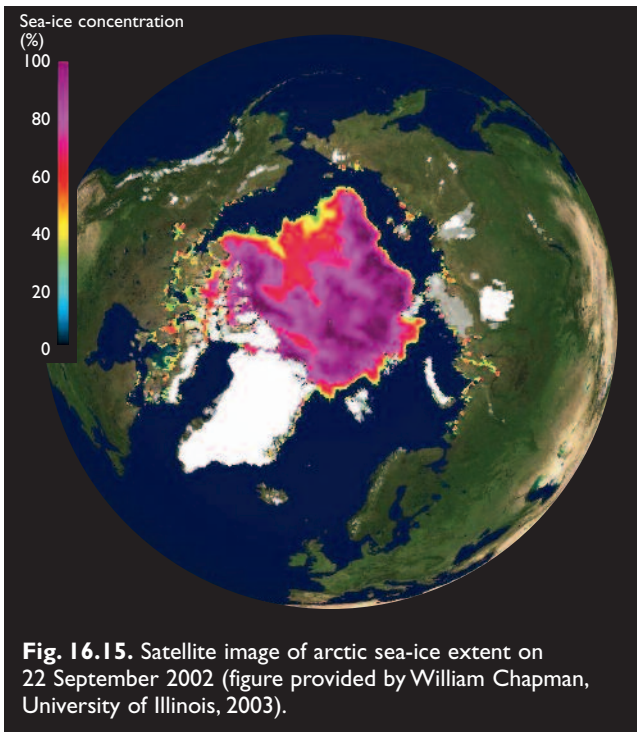 Sea-ice concentration
(%)
100
80
60
40
20
0
Fig. 16.15. Satellite image of arctic sea-ice extent on
22 September 2002 (figure provided by William Chapman,
University of Illinois, 2003).